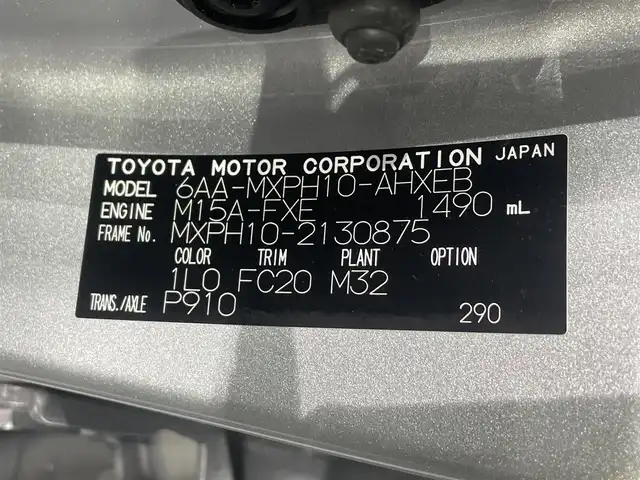 TOYOTA MOTOR CORPORATION JAPAN
MODEL 6AA-MXPH10-AHXEB
ENGINE M15A-FXE 1490 mL
FRAME No. MXPH10-2130875
COLOR TRIM PLANT OPTION
1L0 FC20 M32
TRANS./AXLE P910 290